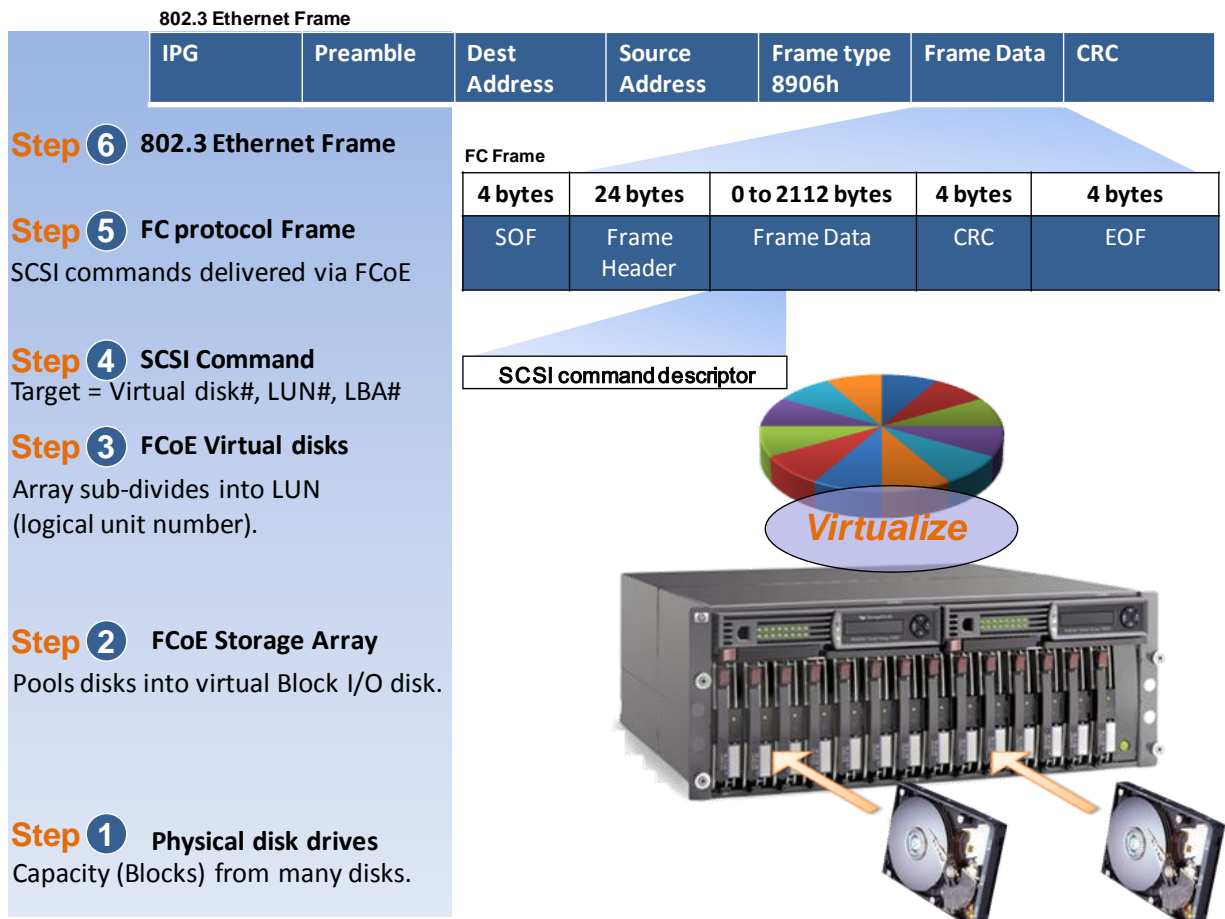 802.3 Ethernet Frame
IPG Preamble Dest Address Source Address Frame type 8906h Frame Data CRC
Step 6 802.3 Ethernet Frame
FC Frame
4 bytes 24 bytes 0 to 2112 bytes 4 bytes 4 bytes
SOF Frame Header Frame Data CRC EOF
Step 5 FC protocol Frame
SCSI commands delivered via FCoE
Step 4 SCSI Command
Target = Virtual disk#, LUN#, LBA#
SCSI command descriptor
Step 3 FCoE Virtual disks
Array sub-divides into LUN
(logical unit number).
Virtualize
Step 2 FCoE Storage Array
Pools disks into virtual Block I/O disk.
Step 1 Physical disk drives
Capacity (Blocks) from many disks.